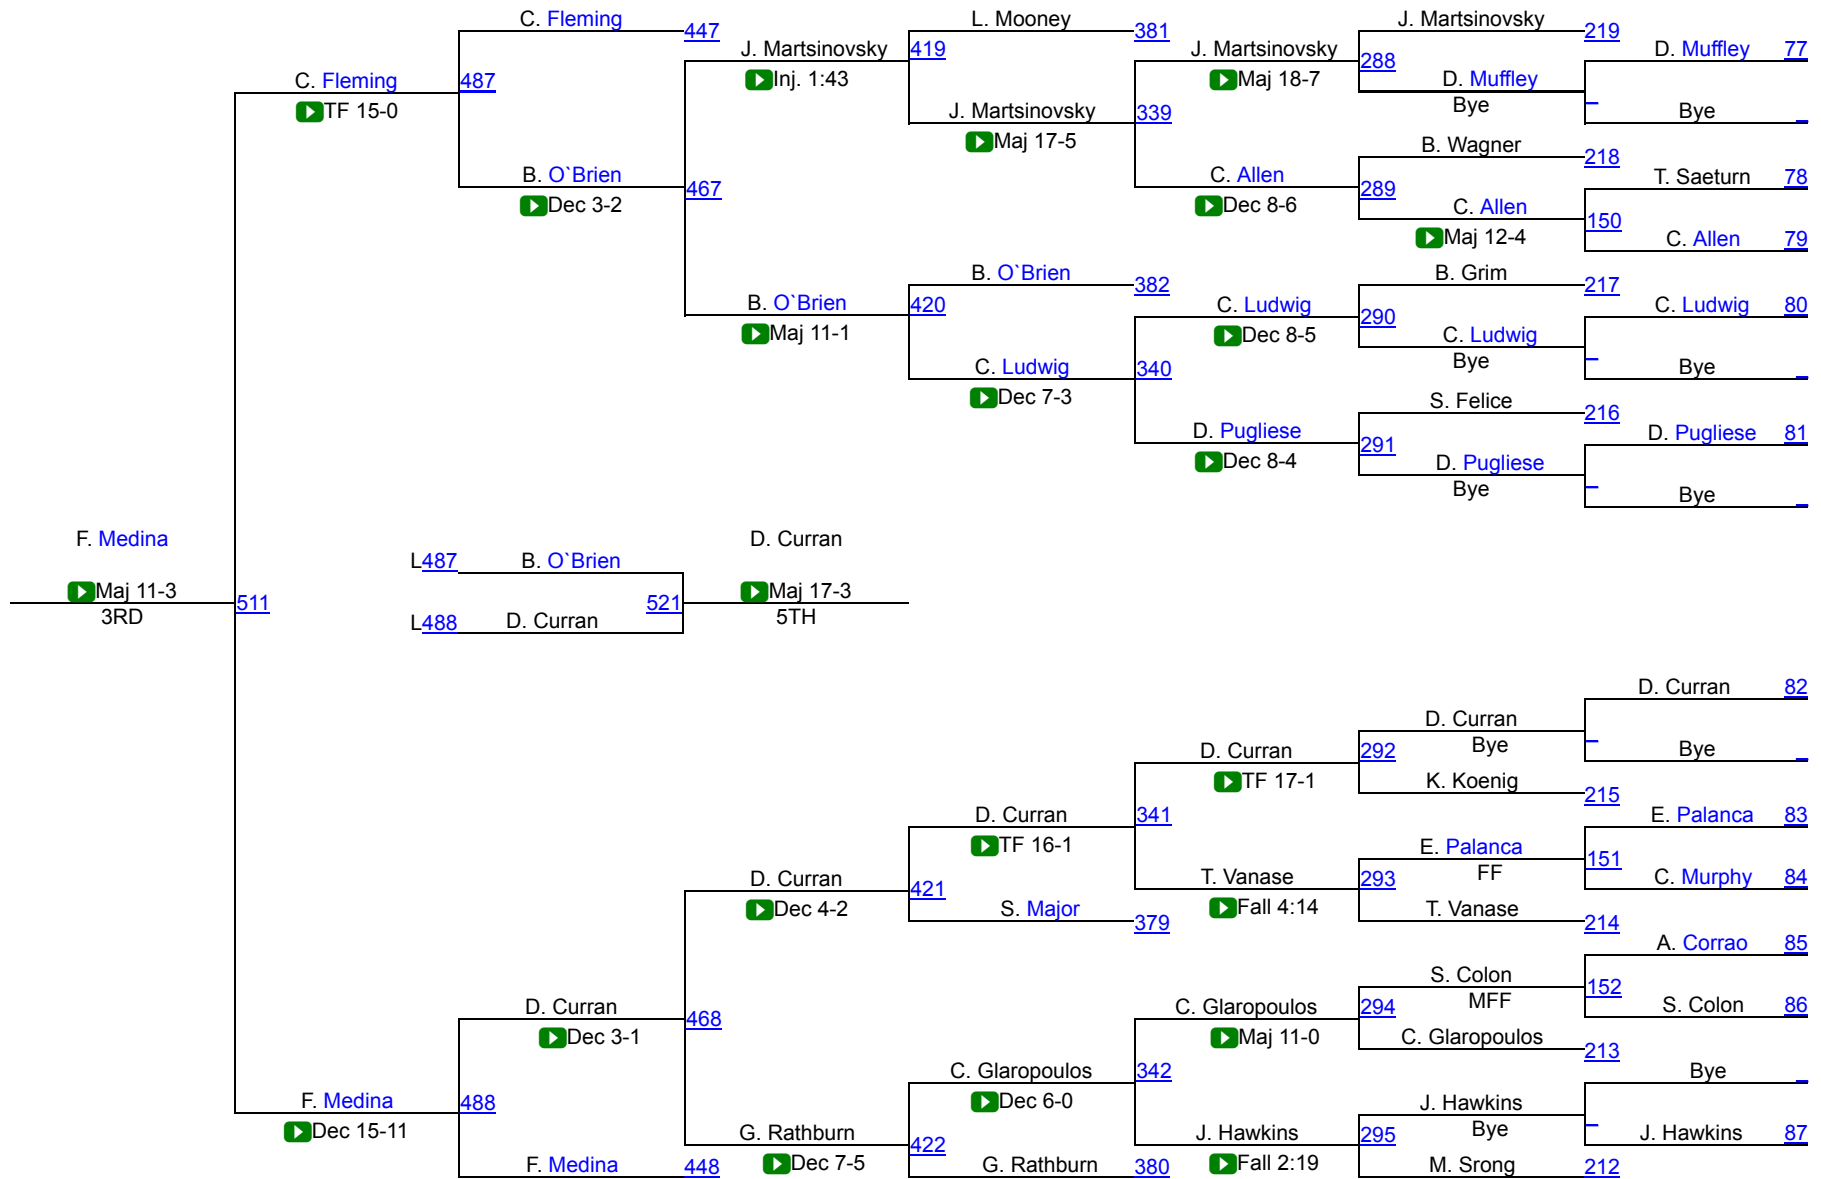 C. Fleming
447
L. Mooney
381
J. Martsinovsky
219
J. Martsinovsky
419
J. Martsinovsky
D. Muffley 77
C. Fleming
487
Inj. 1:43
Maj 18-7
288
D. Muffley
TF 15-0
J. Martsinovsky
339
Bye
Bye
Maj 17-5
B. Wagner
218
B. O`Brien
467
C. Allen
289
T. Saeturn 78
Dec 3-2
Dec 8-6
C. Allen
150
Maj 12-4
C. Allen 79
B. O`Brien
382
B. Grim
217
B. O`Brien
420
C. Ludwig
290
C. Ludwig 80
Maj 11-1
Dec 8-5
C. Ludwig
C. Ludwig
340
Bye
Bye
Dec 7-3
S. Felice
216
D. Pugliese
291
D. Pugliese 81
Dec 8-4
D. Pugliese
Bye
Bye
F. Medina
D. Curran
L487
B. O`Brien
Maj 11-3
511
521
Maj 17-3
3RD
L488
D. Curran
5TH
D. Curran 82
D. Curran
D. Curran
292
Bye
Bye
TF 17-1
K. Koenig
215
D. Curran
341
E. Palanca 83
TF 16-1
E. Palanca
151
D. Curran
421
T. Vanase
293
FF
C. Murphy 84
Dec 4-2
S. Major
379
Fall 4:14
T. Vanase
214
A. Corrao 85
S. Colon
152
D. Curran
468
C. Glaropoulos
294
MFF
S. Colon 86
Dec 3-1
Maj 11-0
C. Glaropoulos
213
C. Glaropoulos
342
Bye
F. Medina
488
Dec 6-0
J. Hawkins
Dec 15-11
G. Rathburn
422
J. Hawkins
295
Bye
J. Hawkins 87
F. Medina
448
Dec 7-5
G. Rathburn
380
Fall 2:19
M. Srong
212